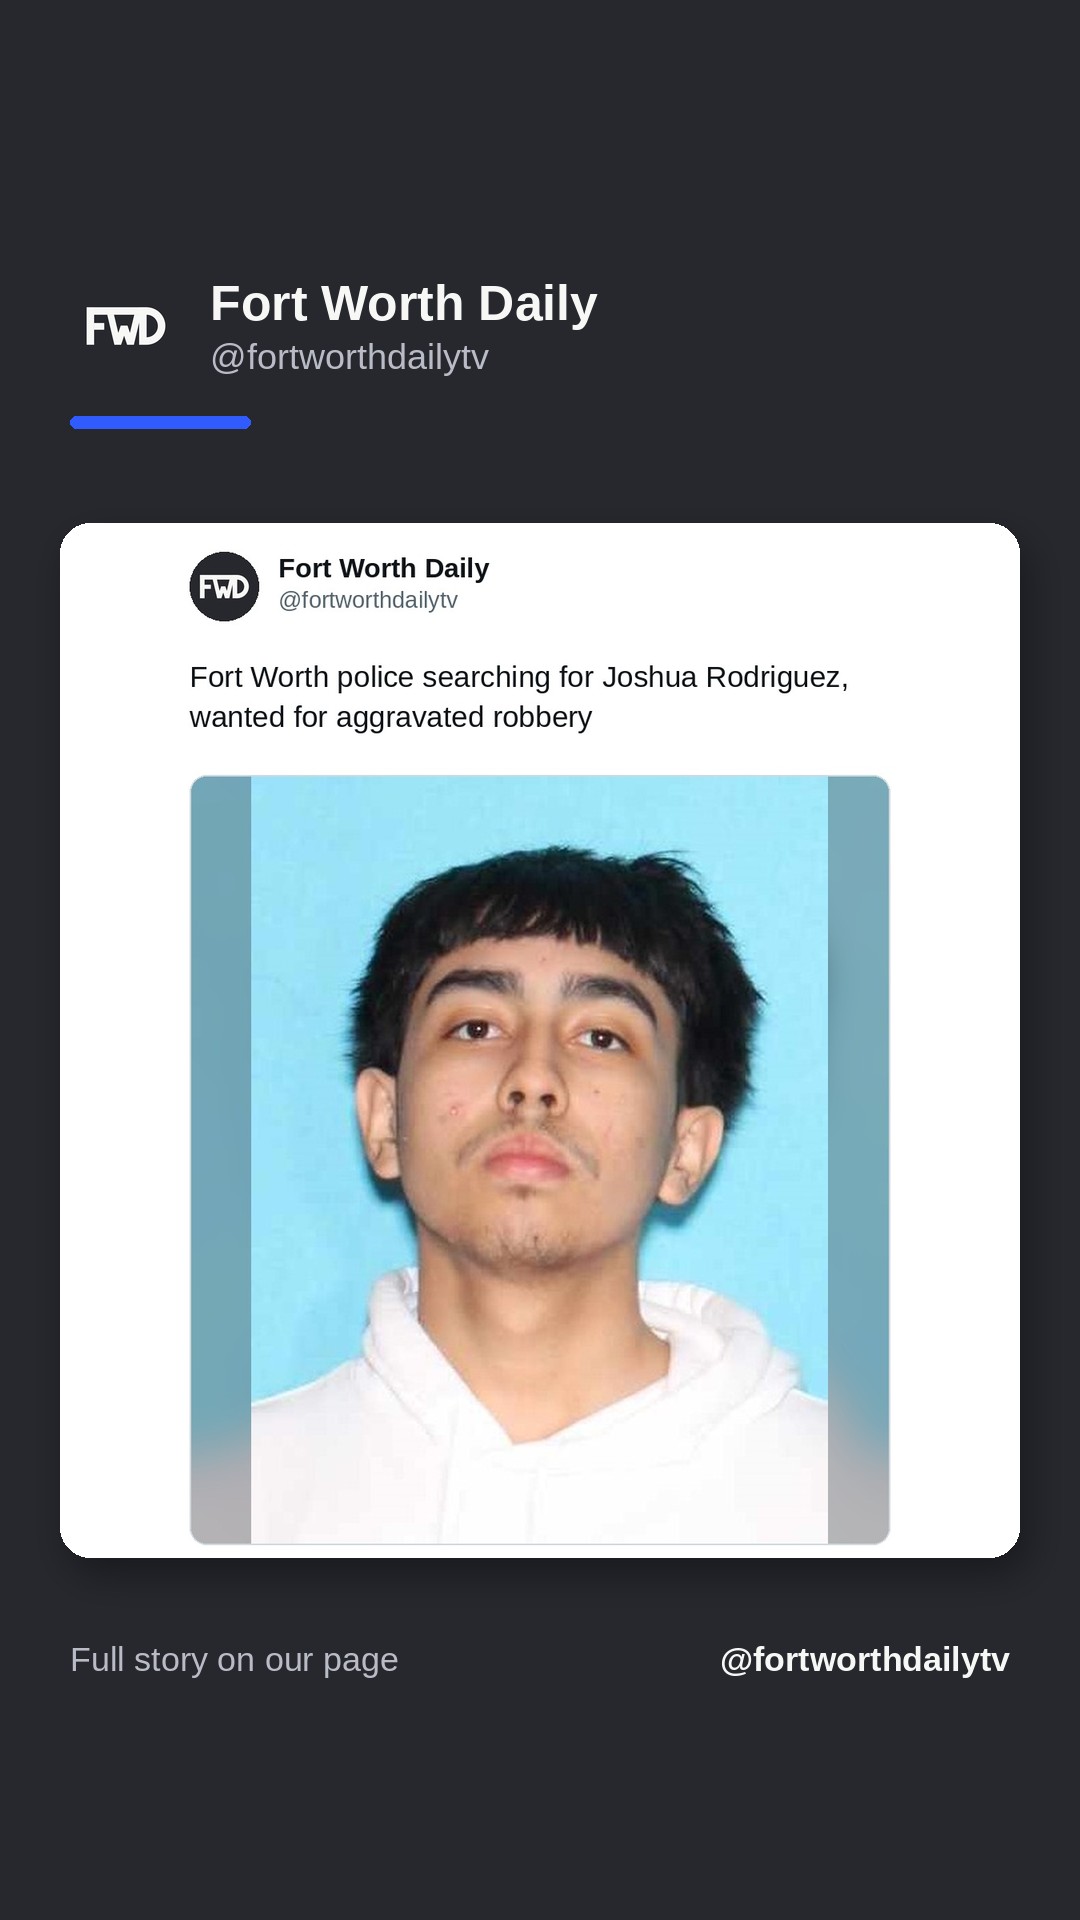 FWD
Fort Worth Daily
@fortworthdailytv
FWD
Fort Worth Daily
@fortworthdailytv
Fort Worth police searching for Joshua Rodriguez,
wanted for aggravated robbery
Full story on our page
@fortworthdailytv